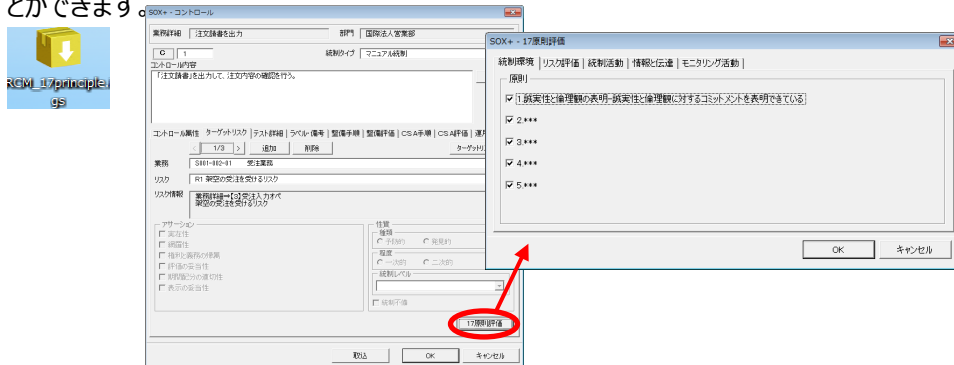 とができます。
RCM_17principle.
gs
SOX+ - コントロール
業務詳細 注文請書を出力 部門 国際法人営業部
C 1 統制タイプ マニュアル統制
コントロール内容
「注文請書」を出力して、注文内容の確認を行う。
コントロール属性 ターゲットリスク テスト詳細 ラベル・備考 整備手順 整備評価 CSA手順 CSA評価
< 1/3 > 追加 削除
業務 S001-002-01 受注業務
リスク R1 架空の受注を受けるリスク
リスク情報 業務詳細→【3】受注入力オペ
架空の受注を受けるリスク
アサーション
実在性
網羅性
権利と義務の帰属
評価の妥当性
期間配分の適切性
表示の妥当性
性質
種類
予防的 発見的
程度
一次的 二次的
統制レベル
統制不備
17原則評価
取込 OK キャンセル
SOX+ - 17原則評価
統制環境 リスク評価 統制活動 情報と伝達 モニタリング活動
原則
1.誠実性と倫理観の表明-誠実性と倫理観に対するコミットメントを表明できている
2.***
3.***
4.***
5.***
OK キャンセル